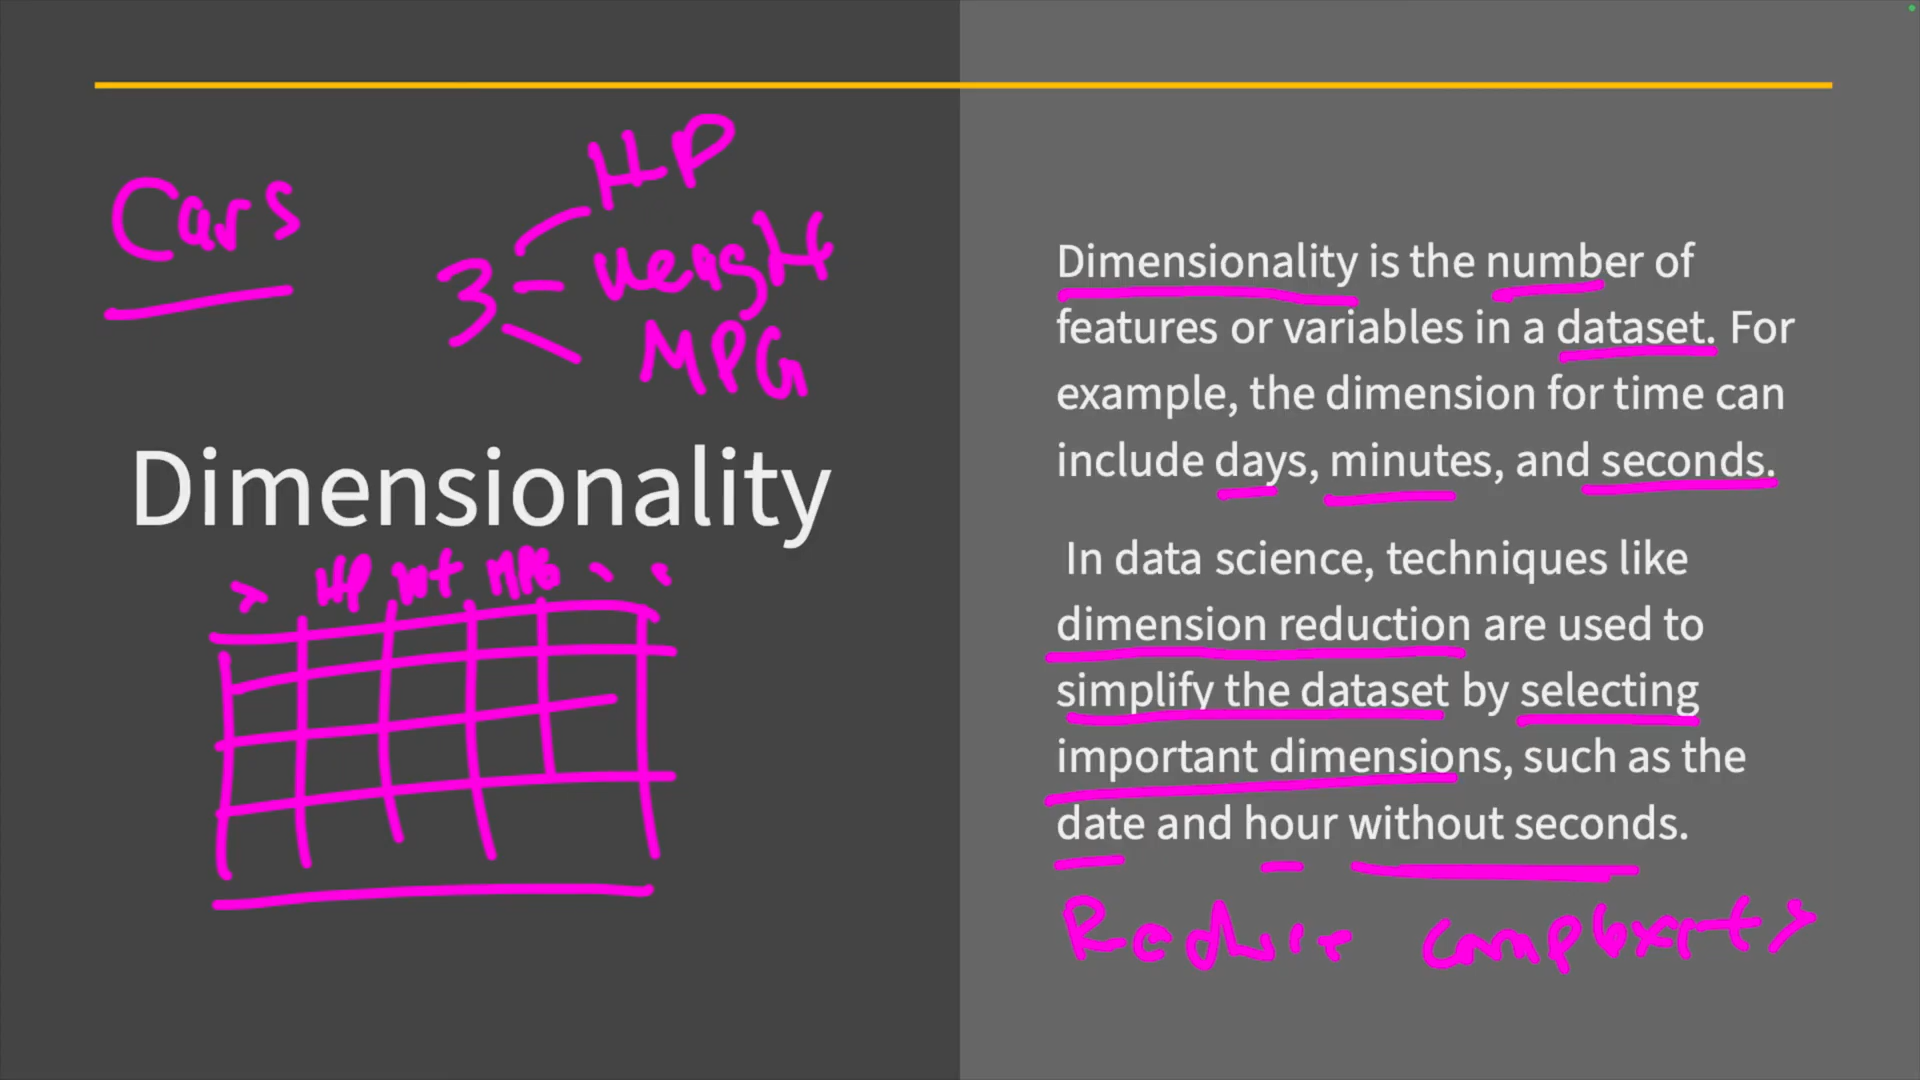 Cars
3
HP
Weight
MPG
Dimensionality
HP wt MPG
Dimensionality is the number of
features or variables in a dataset. For
example, the dimension for time can
include days, minutes, and seconds.
In data science, techniques like
dimension reduction are used to
simplify the dataset by selecting
important dimensions, such as the
date and hour without seconds.
Reduce complexity